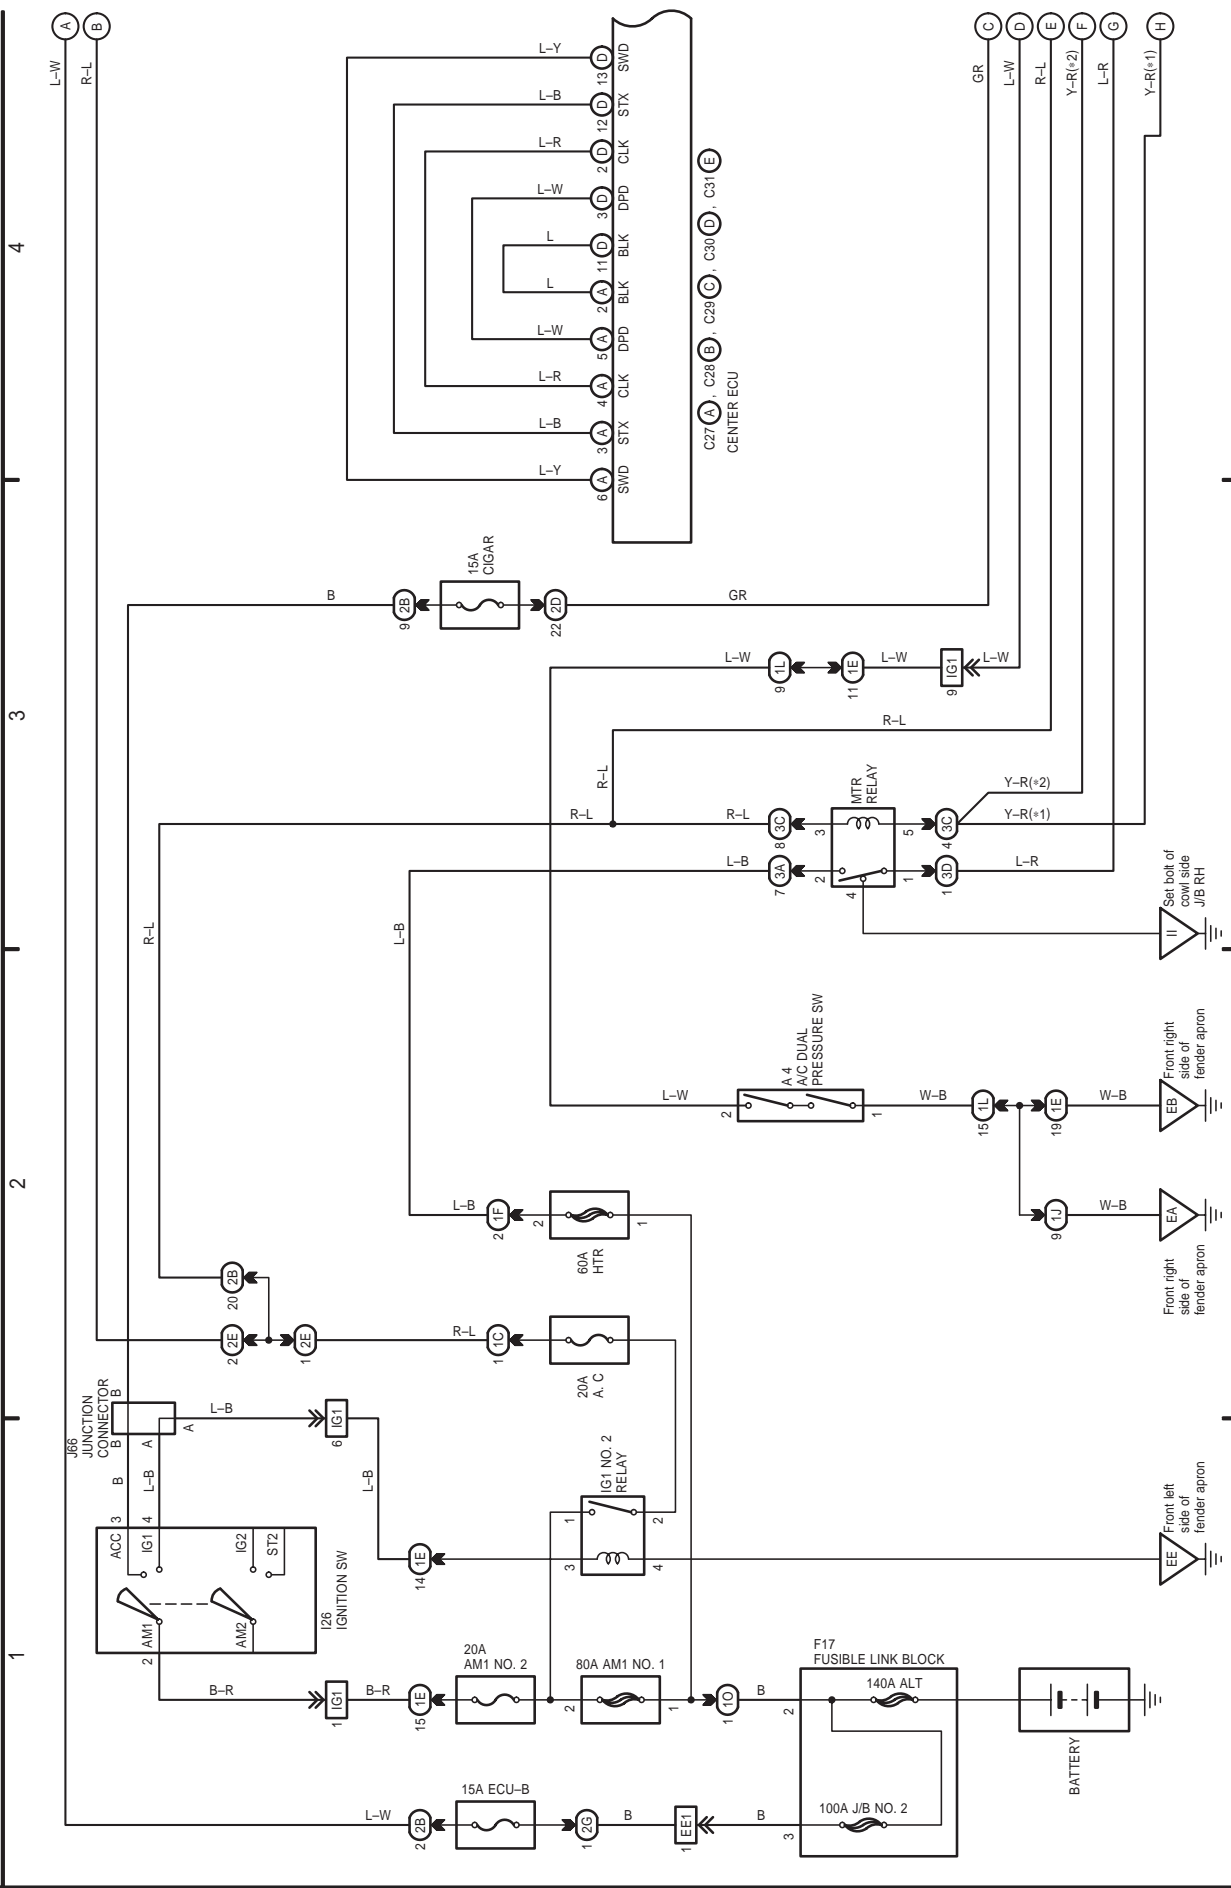 A
B
L–W
R–L
C
D
E
F
G
H
GR
L–W
R–L
Y–R(*2)
L–R
Y–R(*1)
4
L–Y
L–B
L–R
L–W
L
L
L–W
L–R
L–B
L–Y
13 D SWD
12 D STX
2 D CLK
3 D DPD
11 D BLK
2 A BLK
5 A DPD
4 A CLK
3 A STX
6 A SWD
C27 A , C28 B , C29 C , C30 D , C31 E
CENTER ECU
3
B
9 2B
15A
CIGAR
22 2D
GR
L–W
9 1L
11 1E
L–W
9 IG1
L–W
R–L
R–L
R–L
R–L
8 3C
3
MTR
RELAY
5
4 3C
Y–R(*2)
Y–R(*1)
L–B
7 3A
2
4
1
1 3D
L–R
R–L
L–B
II
Set bolt of
cowl side
J/B RH
2
L–W
2
A 4
A/C DUAL
PRESSURE SW
1
W–B
15 1L
19 1E
W–B
EB
Front right
side of
fender apron
9 1J
W–B
EA
Front right
side of
fender apron
L–B
2 1F
2
60A
HTR
1
20 2B
2 2E
1 2E
R–L
1 1C
20A
A. C
J66
JUNCTION
CONNECTOR
B
B
A
A
L–B
6 IG1
L–B
B
L–B
3
4
ACC
IG1
IG2
ST2
AM1
AM2
I26
IGNITION SW
2
14 1E
IG1 NO. 2
RELAY
1
2
3
4
EE
Front left
side of
fender apron
1
B–R
1 IG1
B–R
15 1E
20A
AM1 NO. 2
80A AM1 NO. 1
2
1
1 1O
B
2
F17
FUSIBLE LINK BLOCK
140A ALT
100A J/B NO. 2
3
BATTERY
L–W
2 2B
15A ECU–B
1 2G
B
1 EE1
B